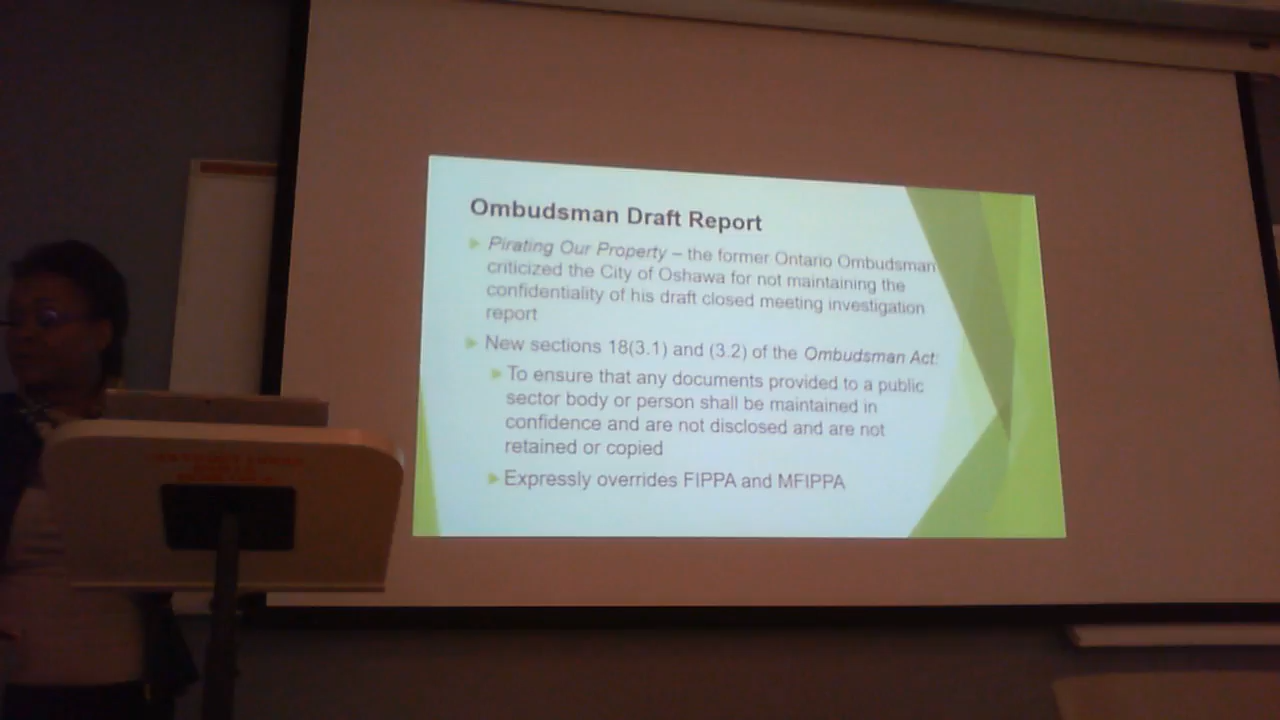 Ombudsman Draft Report
Pirating Our Property – the former Ontario Ombudsman
criticized the City of Oshawa for not maintaining the
confidentiality of his draft closed meeting investigation
report
New sections 18(3.1) and (3.2) of the Ombudsman Act:
To ensure that any documents provided to a public
sector body or person shall be maintained in
confidence and are not disclosed and are not
retained or copied
Expressly overrides FIPPA and MFIPPA